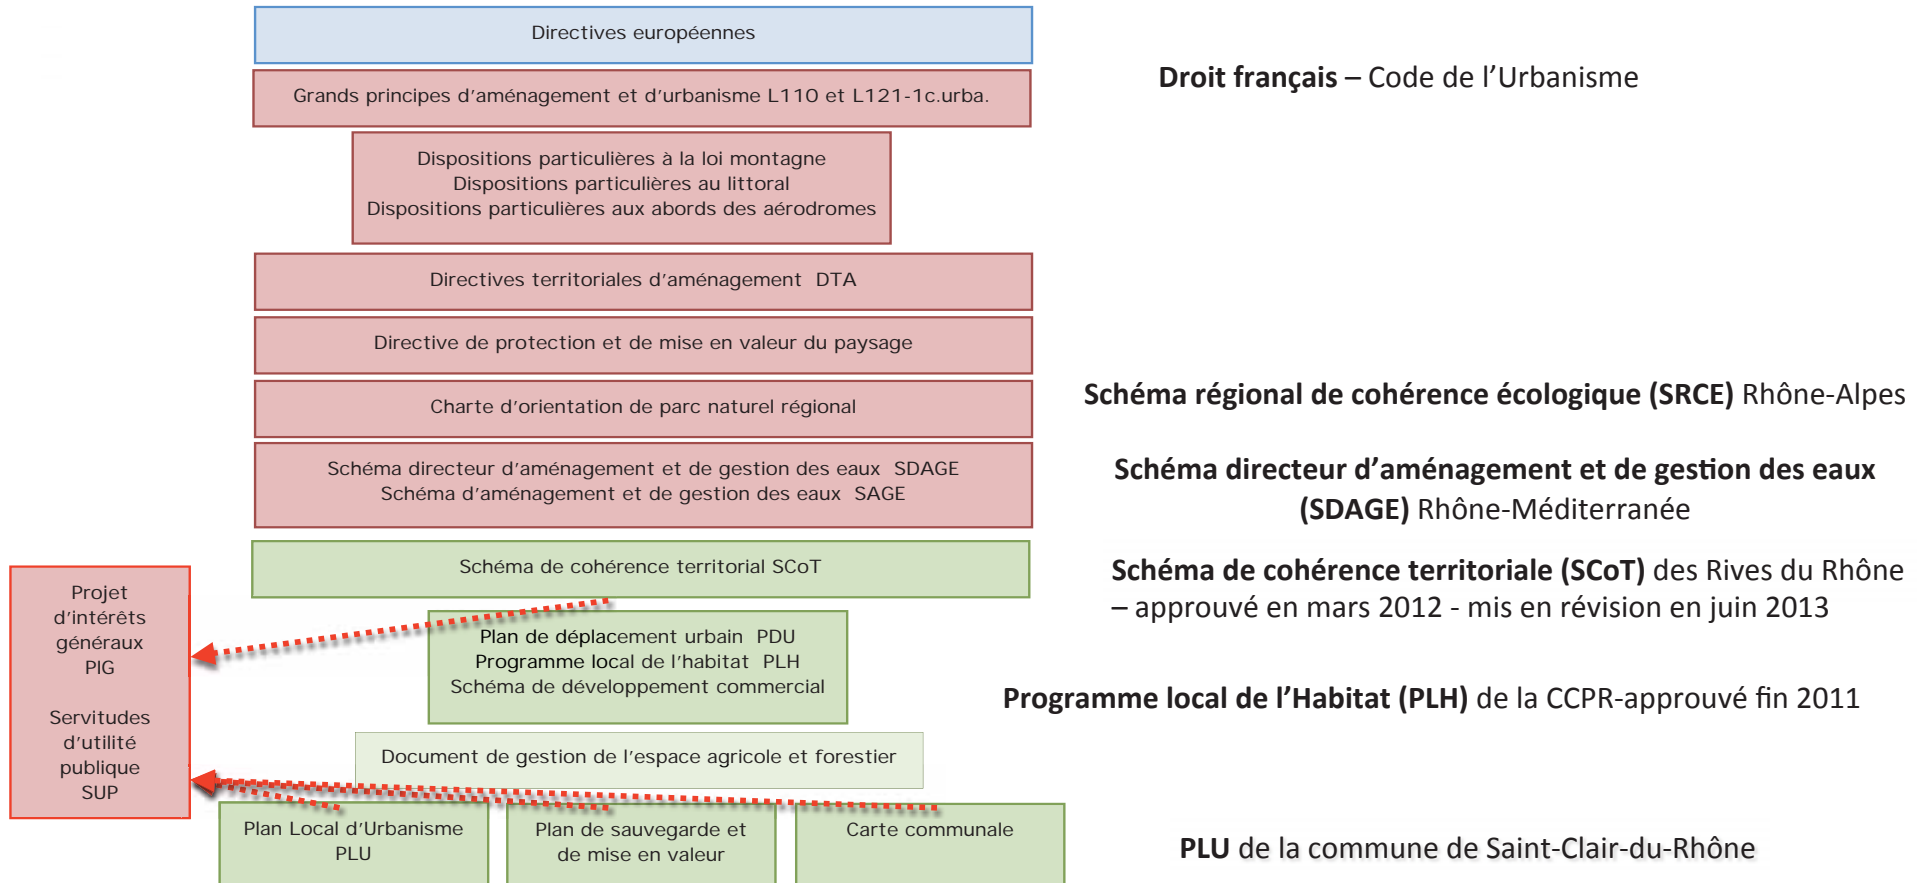 Directives européennes
Droit français – Code de l’Urbanisme
Grands principes d’aménagement et d’urbanisme L110 et L121-1c.urba.
Dispositions particulières à la loi montagne
Dispositions particulières au littoral
Dispositions particulières aux abords des aérodromes
Directives territoriales d’aménagement  DTA
Directive de protection et de mise en valeur du paysage
Charte d’orientation de parc naturel régional
Schéma régional de cohérence écologique (SRCE) Rhône-Alpes
Schéma directeur d’aménagement et de gestion des eaux  SDAGE
Schéma d’aménagement et de gestion des eaux  SAGE
Schéma directeur d’aménagement et de gestion des eaux
(SDAGE) Rhône-Méditerranée
Schéma de cohérence territorial SCoT
Schéma de cohérence territoriale (SCoT) des Rives du Rhône
– approuvé en mars 2012 - mis en révision en juin 2013
Projet
d’intérêts
généraux
PIG
Servitudes
d’utilité
publique
SUP
Plan de déplacement urbain  PDU
Programme local de l’habitat  PLH
Schéma de développement commercial
Programme local de l’Habitat (PLH) de la CCPR-approuvé fin 2011
Document de gestion de l’espace agricole et forestier
Plan Local d’Urbanisme
PLU
Plan de sauvegarde et
de mise en valeur
Carte communale
PLU de la commune de Saint-Clair-du-Rhône